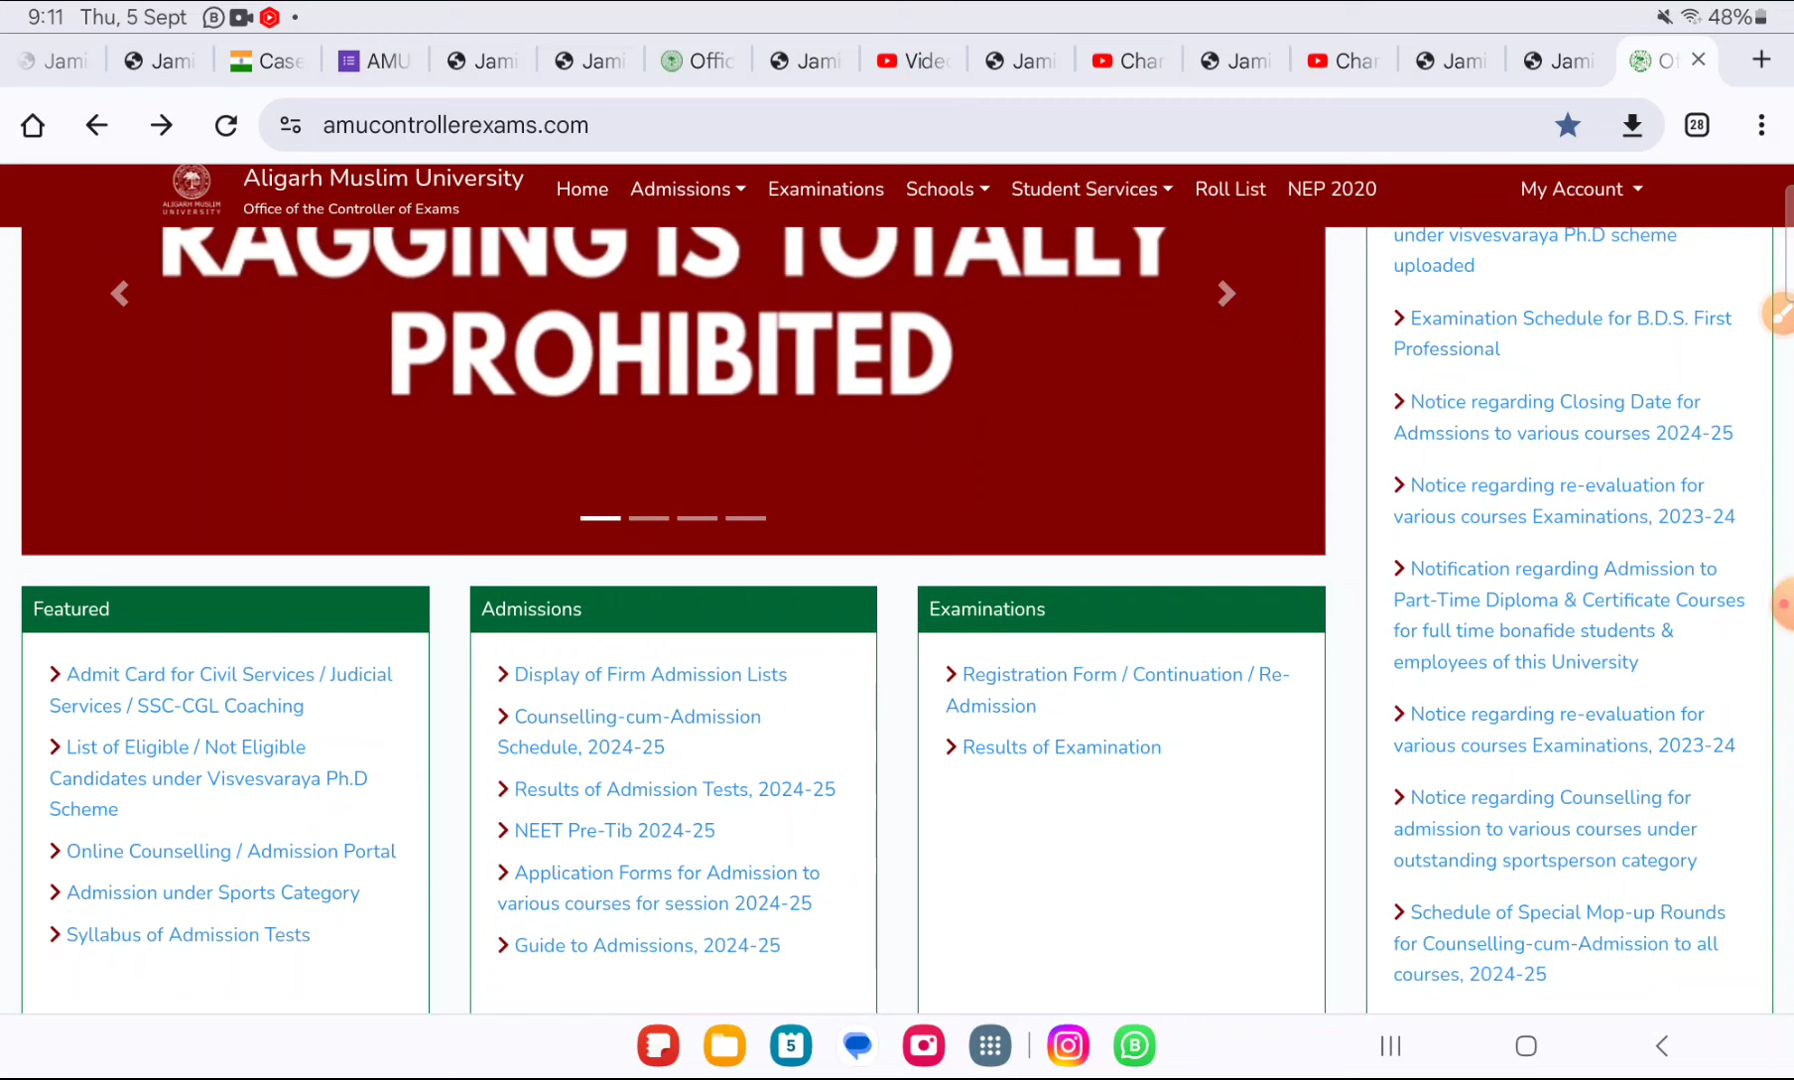 9:11 Thu, 5 Sept
48%
Jami
Jami
Case
AMU
Jami
Jami
Offic
Jami
Videc
Jami
Char
Jami
Char
Jami
Jami
Of
amucontrollerexams.com
28
ALIGARH MUSLIM
UNIVERSITY
Aligarh Muslim University
Office of the Controller of Exams
Home
Admissions
Examinations
Schools
Student Services
Roll List
NEP 2020
My Account
RAGGING IS TOTALLY
PROHIBITED
Featured
Admit Card for Civil Services / Judicial
Services / SSC-CGL Coaching
List of Eligible / Not Eligible
Candidates under Visvesvaraya Ph.D
Scheme
Online Counselling / Admission Portal
Admission under Sports Category
Syllabus of Admission Tests
Admissions
Display of Firm Admission Lists
Counselling-cum-Admission
Schedule, 2024-25
Results of Admission Tests, 2024-25
NEET Pre-Tib 2024-25
Application Forms for Admission to
various courses for session 2024-25
Guide to Admissions, 2024-25
Examinations
Registration Form / Continuation / Re-
Admission
Results of Examination
under visvesvaraya Ph.D scheme
uploaded
Examination Schedule for B.D.S. First
Professional
Notice regarding Closing Date for
Admssions to various courses 2024-25
Notice regarding re-evaluation for
various courses Examinations, 2023-24
Notification regarding Admission to
Part-Time Diploma & Certificate Courses
for full time bonafide students &
employees of this University
Notice regarding re-evaluation for
various courses Examinations, 2023-24
Notice regarding Counselling for
admission to various courses under
outstanding sportsperson category
Schedule of Special Mop-up Rounds
for Counselling-cum-Admission to all
courses, 2024-25
5
B